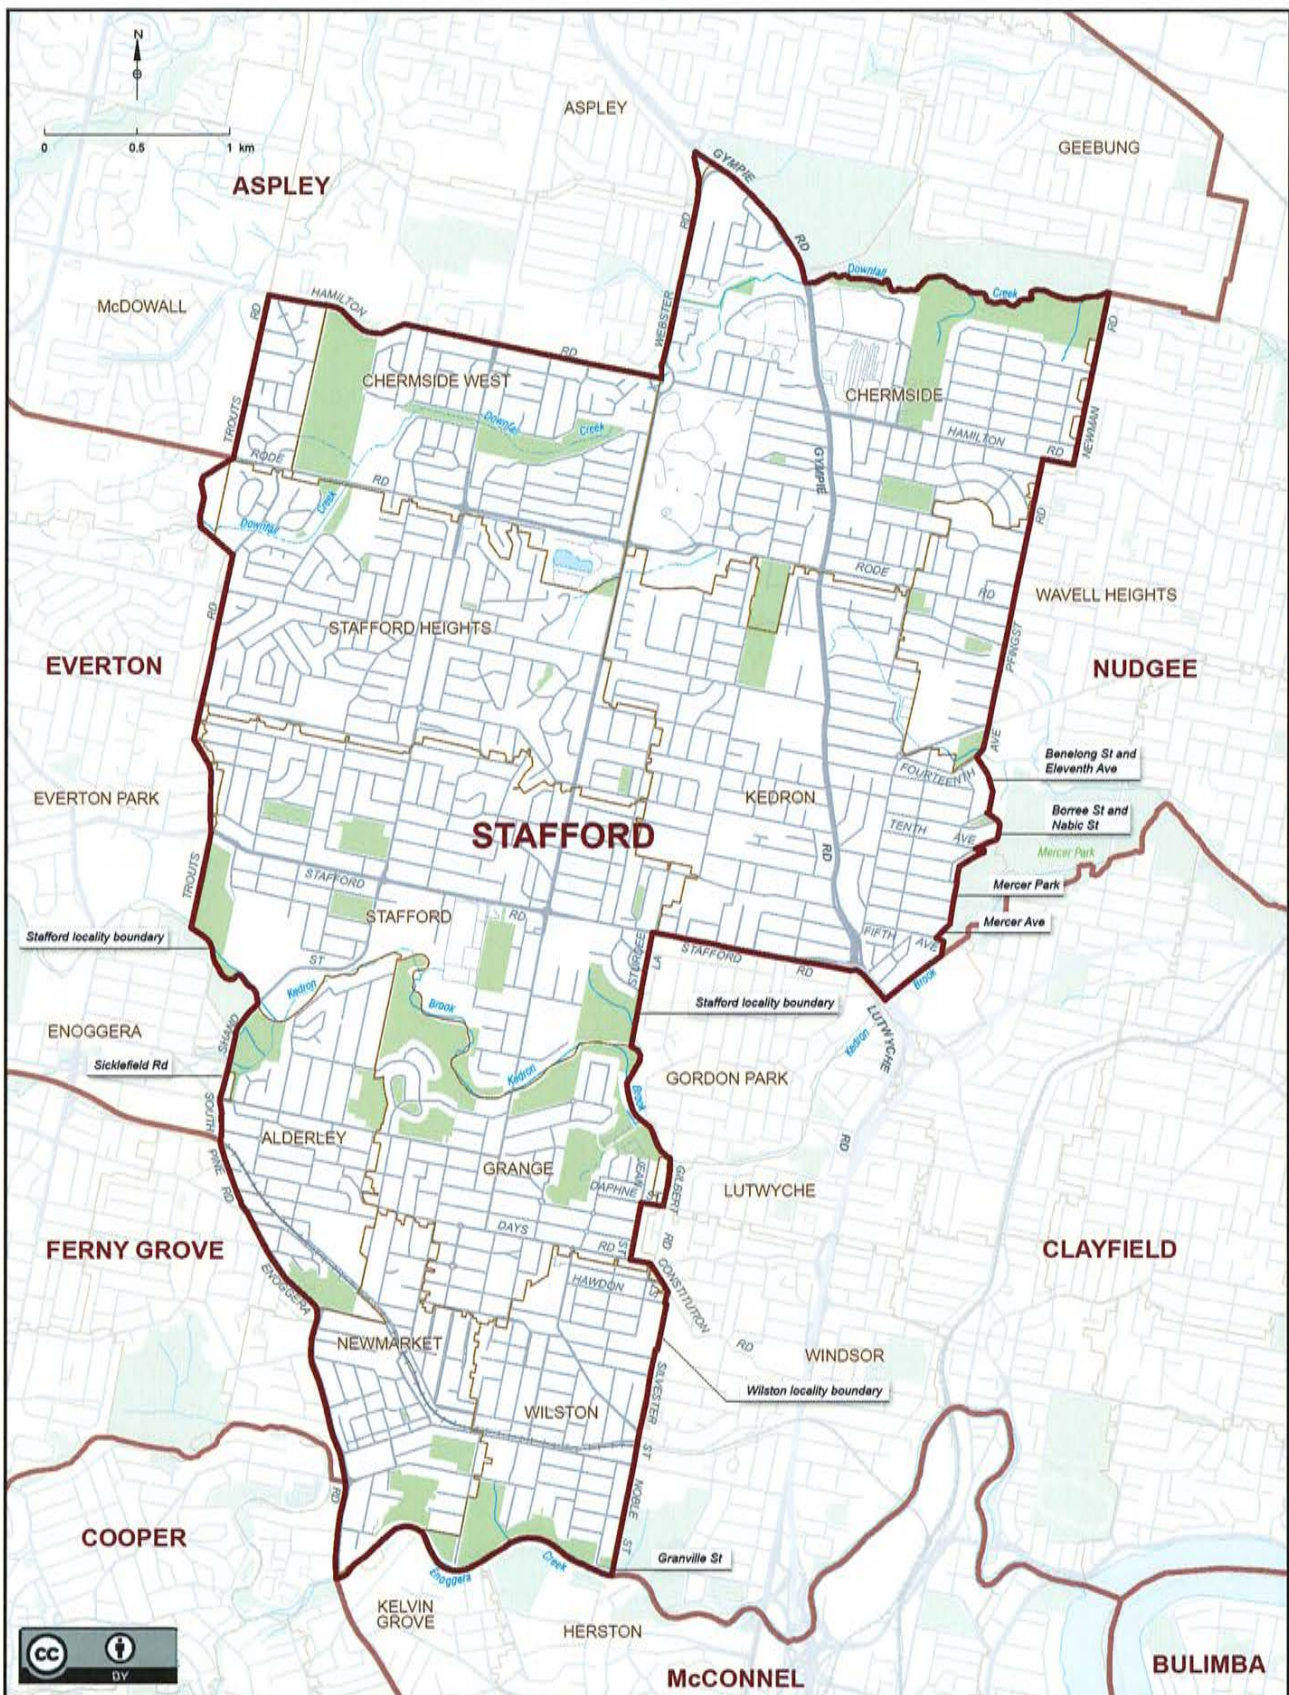 N
0 0.5 1 km
ASPLEY
GEEBUNG
ASPLEY
GYMPIE
RD
RD
Downfall
Creek
McDOWALL
RD
HAMILTON
WEBSTER
RD
RD
CHERMSIDE WEST
CHERMSIDE
TROUTS
Downfall
Creek
HAMILTON
RD
NEWMAN
RODE
RD
GYMPIE
Creek
Downfall
RD
RODE
RD
WAVELL HEIGHTS
RD
STAFFORD HEIGHTS
PFINGST
EVERTON
NUDGEE
AVE
Benelong St and
Eleventh Ave
FOURTEENTH
EVERTON PARK
KEDRON
Borree St and
Nabic St
STAFFORD
TENTH
AVE
RD
Mercer Park
TROUTS
STAFFORD
Mercer Park
STAFFORD
RD
Mercer Ave
Stafford locality boundary
FIFTH
AVE
STURDEE
LA
STAFFORD
RD
ST
Brook
Kedron
Brook
Stafford locality boundary
LUTWYCHE
ENOGGERA
SHAND
Kedron
Sicklefield Rd
Kedron
GORDON PARK
Brook
SOUTH
ALDERLEY
RD
PINE
RD
GRANGE
JEAN
GILBERT
DAPHNE
ST
LUTWYCHE
DAYS
RD
ST
RD
FERNY GROVE
CLAYFIELD
ENOGGERA
HAWDON
ST
CONSTITUTION
RD
NEWMARKET
WINDSOR
SILVESTER
Wilston locality boundary
WILSTON
ST
RD
NOBLE
COOPER
ST
Granville St
Enoggera
Creek
KELVIN
GROVE
HERSTON
cc
BY
McCONNEL
BULIMBA